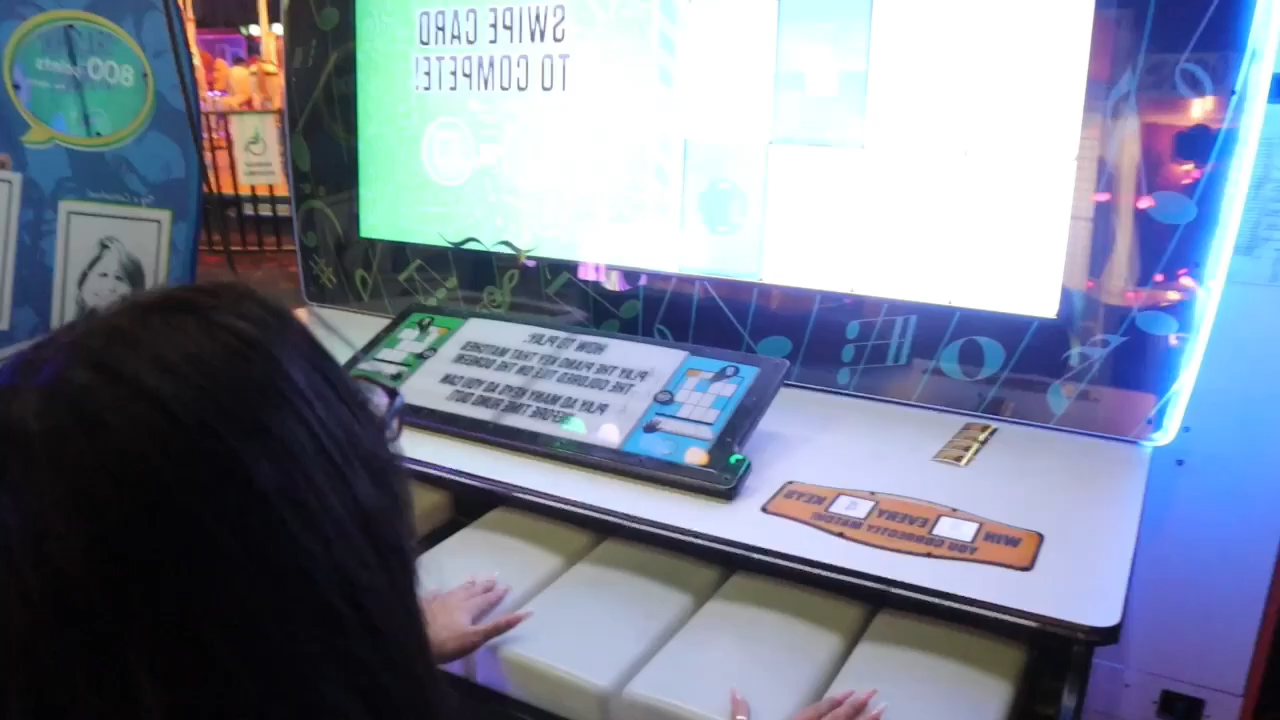 800
SWIPE CARD
TO COMPETE!
HOW TO PLAY:
PLAY THE PIANO KEY THAT MATCHES
THE COLORED TILE ON THE SCREEN!
PLAY AS MANY KEYS AS YOU CAN
BEFORE TIME RUNS OUT!
WIN EVERY KEYS
YOU CORRECTLY MATCH!